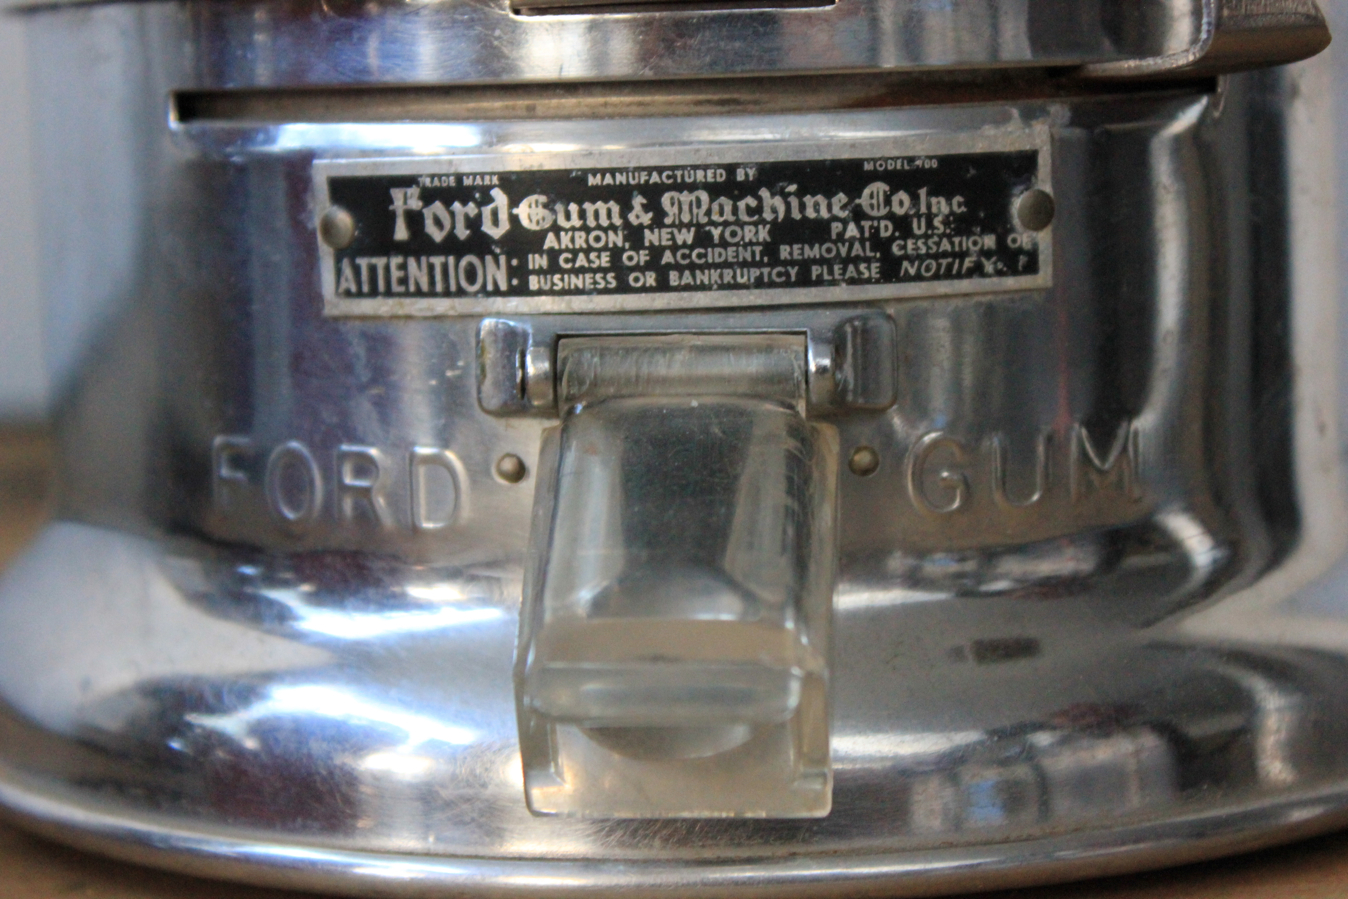 TRADE MARK MANUFACTURED BY MODEL 700
Ford Gum & Machine Co. Inc
AKRON, NEW YORK PAT'D. U.S.
ATTENTION: IN CASE OF ACCIDENT, REMOVAL, CESSATION OF
BUSINESS OR BANKRUPTCY PLEASE NOTIFY
FORD GUM